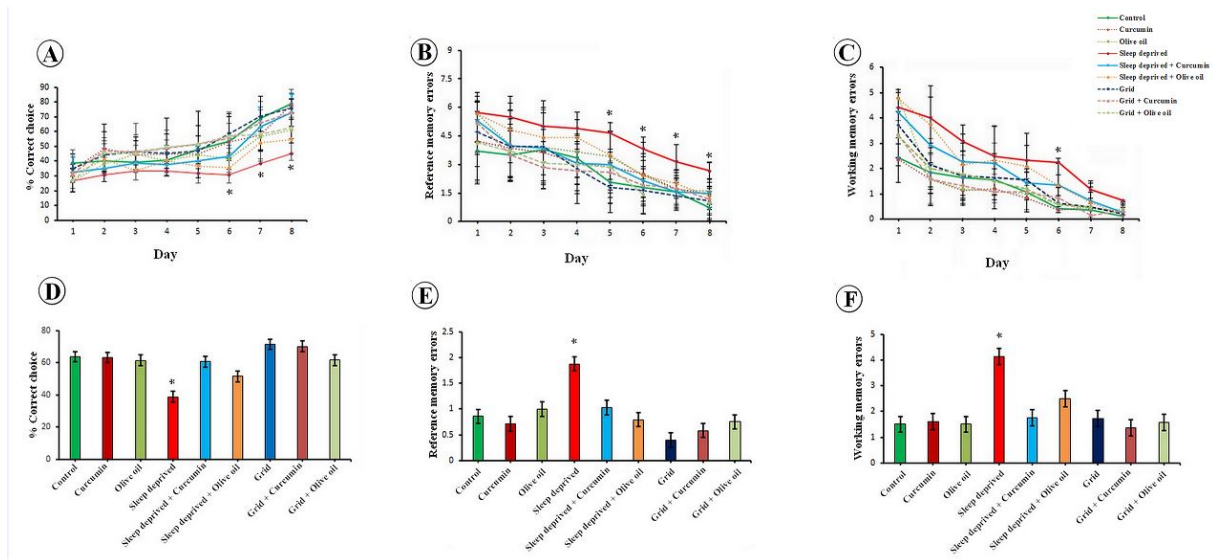 A
B
C
Control
Curcumin
Olive oil
Sleep deprived
Sleep deprived + Curcumin
Sleep deprived + Olive oil
Grid
Grid + Curcumin
Grid + Olive oil
% Correct choice
90
80
70
60
50
40
30
20
10
0
1 2 3 4 5 6 7 8
Day
* * *
Reference memory errors
9
7.5
6
4.5
3
1.5
0
1 2 3 4 5 6 7 8
Day
* * * *
Working memory errors
6
5
4
3
2
1
0
1 2 3 4 5 6 7 8
Day
*
D
% Correct choice
80
60
40
20
0
*
Control
Curcumin
Olive oil
Sleep deprived
Sleep deprived + Curcumin
Sleep deprived + Olive oil
Grid
Grid + Curcumin
Grid + Olive oil
E
Reference memory errors
2.5
2
1.5
1
0.5
0
*
Control
Curcumin
Olive oil
Sleep deprived
Sleep deprived + Curcumin
Sleep deprived + Olive oil
Grid
Grid + Curcumin
Grid + Olive oil
F
Working memory errors
5
4
3
2
1
0
*
Control
Curcumin
Olive oil
Sleep deprived
Sleep deprived + Curcumin
Sleep deprived + Olive oil
Grid
Grid + Curcumin
Grid + Olive oil